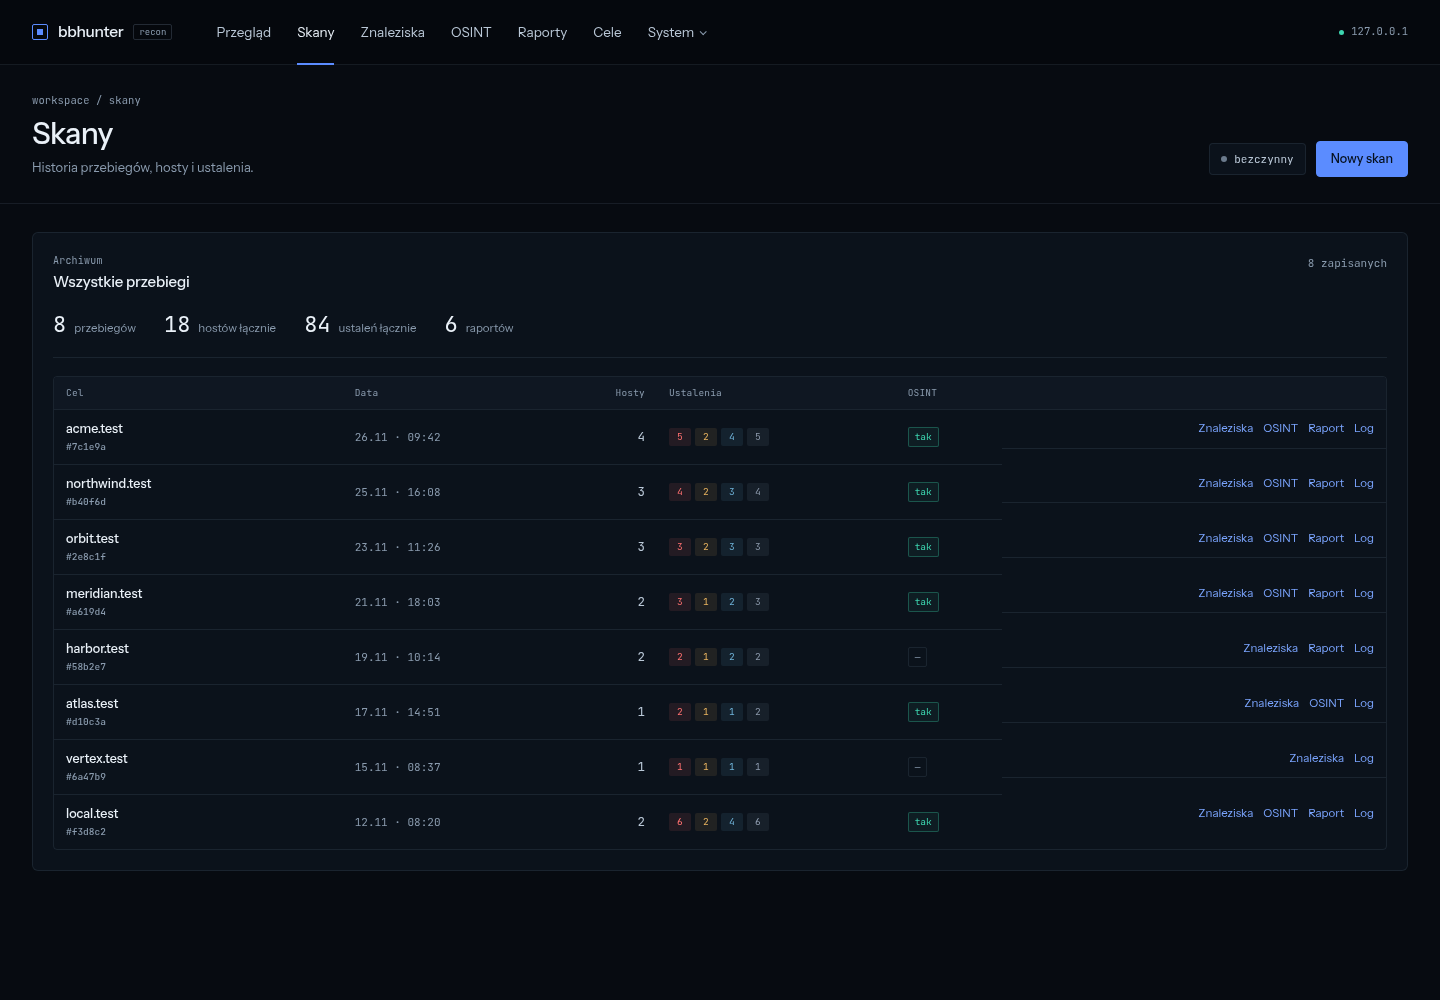 bbhunter recon Przegląd Skany Znaleziska OSINT Raporty Cele System 127.0.0.1
workspace / skany
Skany
Historia przebiegów, hosty i ustalenia.
bezczynny Nowy skan
Archiwum
8 zapisanych
Wszystkie przebiegi
8 przebiegów 18 hostów łącznie 84 ustaleń łącznie 6 raportów
Cel Data Hosty Ustalenia OSINT
acme.test 26.11 · 09:42 4 5 2 4 5 tak Znaleziska OSINT Raport Log
#7c1e9a
northwind.test 25.11 · 16:08 3 4 2 3 4 tak Znaleziska OSINT Raport Log
#b40f6d
orbit.test 23.11 · 11:26 3 3 2 3 3 tak Znaleziska OSINT Raport Log
#2e8c1f
meridian.test 21.11 · 18:03 2 3 1 2 3 tak Znaleziska OSINT Raport Log
#a619d4
harbor.test 19.11 · 10:14 2 2 1 2 2 – Znaleziska Raport Log
#58b2e7
atlas.test 17.11 · 14:51 1 2 1 1 2 tak Znaleziska OSINT Log
#d10c3a
vertex.test 15.11 · 08:37 1 1 1 1 1 – Znaleziska Log
#6a47b9
local.test 12.11 · 08:20 2 6 2 4 6 tak Znaleziska OSINT Raport Log
#f3d8c2